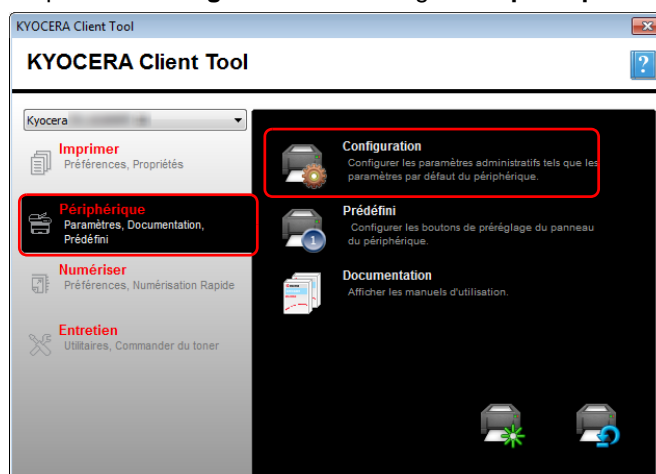 KYOCERA Client Tool
KYOCERA Client Tool
?
Kyocera
Imprimer
Préférences, Propriétés
Périphérique
Paramètres, Documentation,
Prédéfini
Numériser
Préférences, Numérisation Rapide
Entretien
Utilitaires, Commander du toner
Configuration
Configurer les paramètres administratifs tels que les
paramètres par défaut du périphérique.
Prédéfini
1
Configurer les boutons de préréglage du panneau
du périphérique.
Documentation
Afficher les manuels d'utilisation.